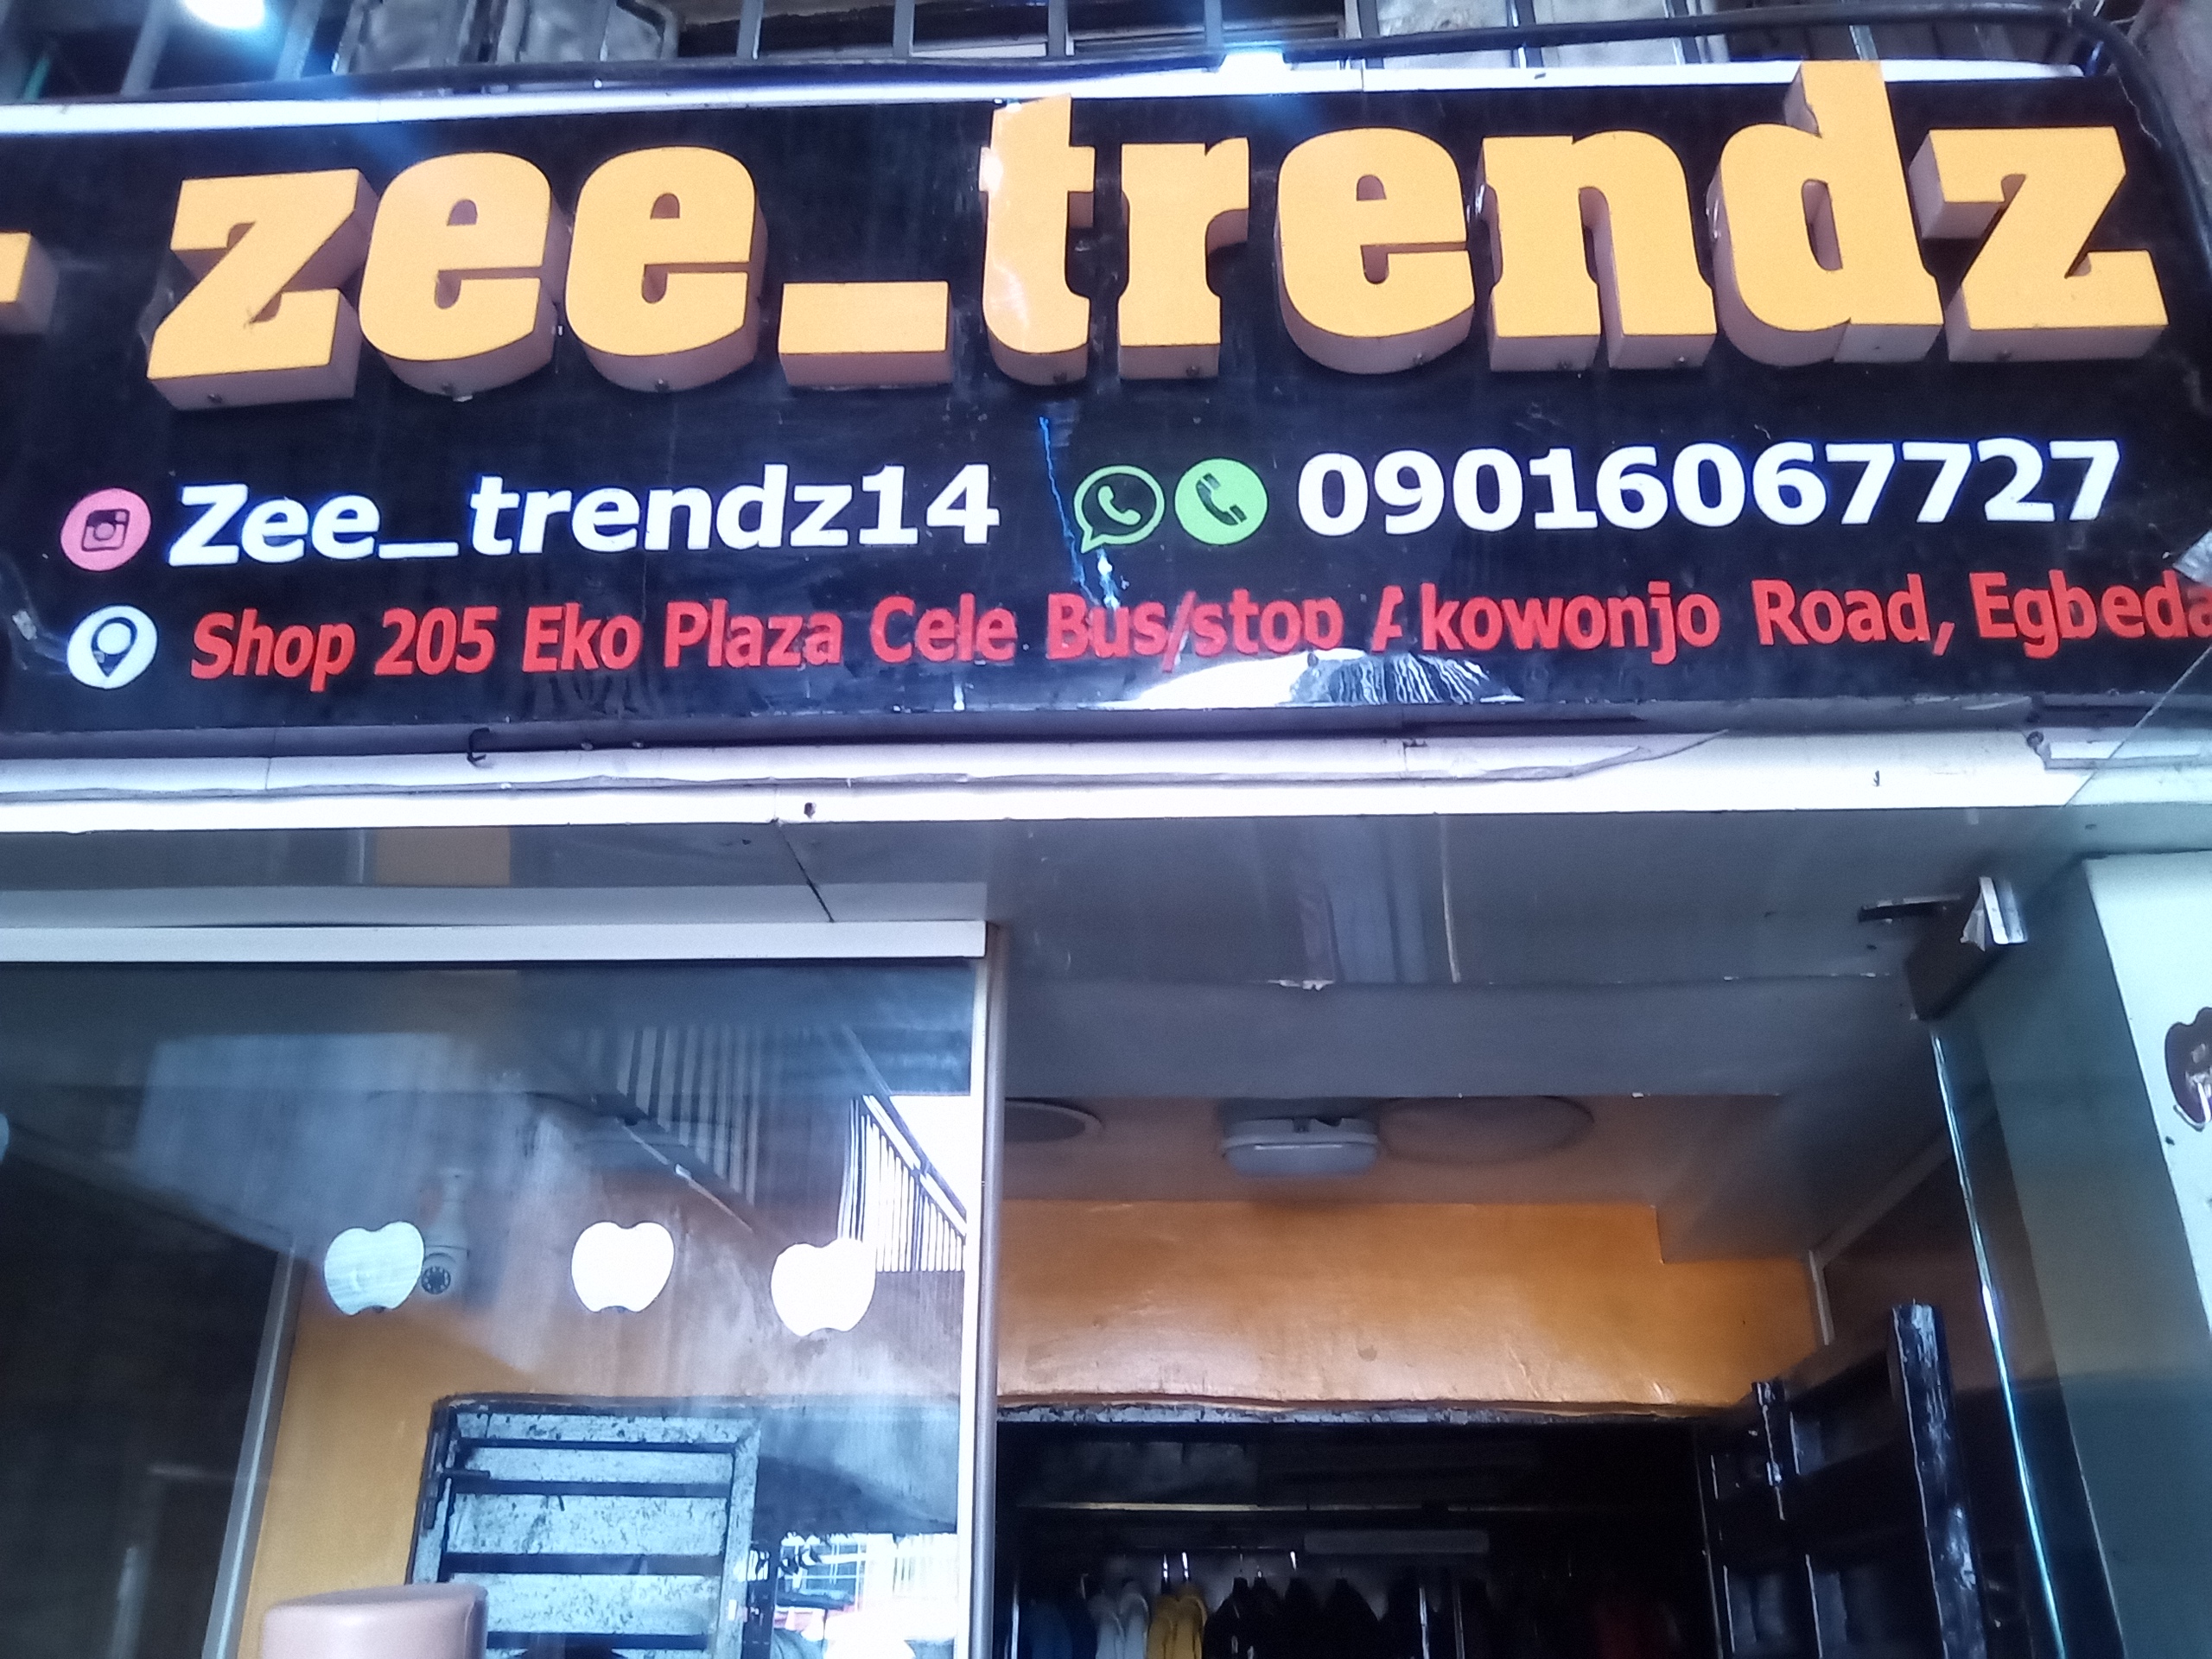 zee_trendz
Zee_trendz14 09016067727
Shop 205 Eko Plaza Cele Bus/stop Akowonjo Road, Egbeda